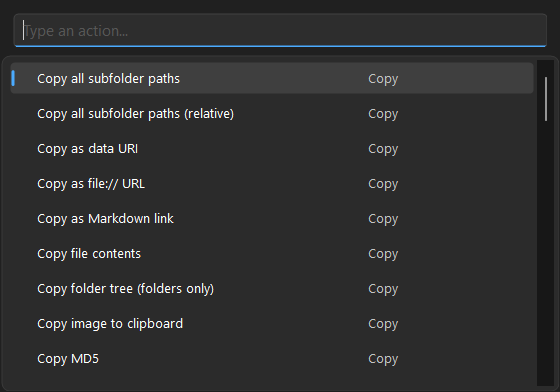 Type an action...
Copy all subfolder paths Copy
Copy all subfolder paths (relative) Copy
Copy as data URI Copy
Copy as file:// URL Copy
Copy as Markdown link Copy
Copy file contents Copy
Copy folder tree (folders only) Copy
Copy image to clipboard Copy
Copy MD5 Copy